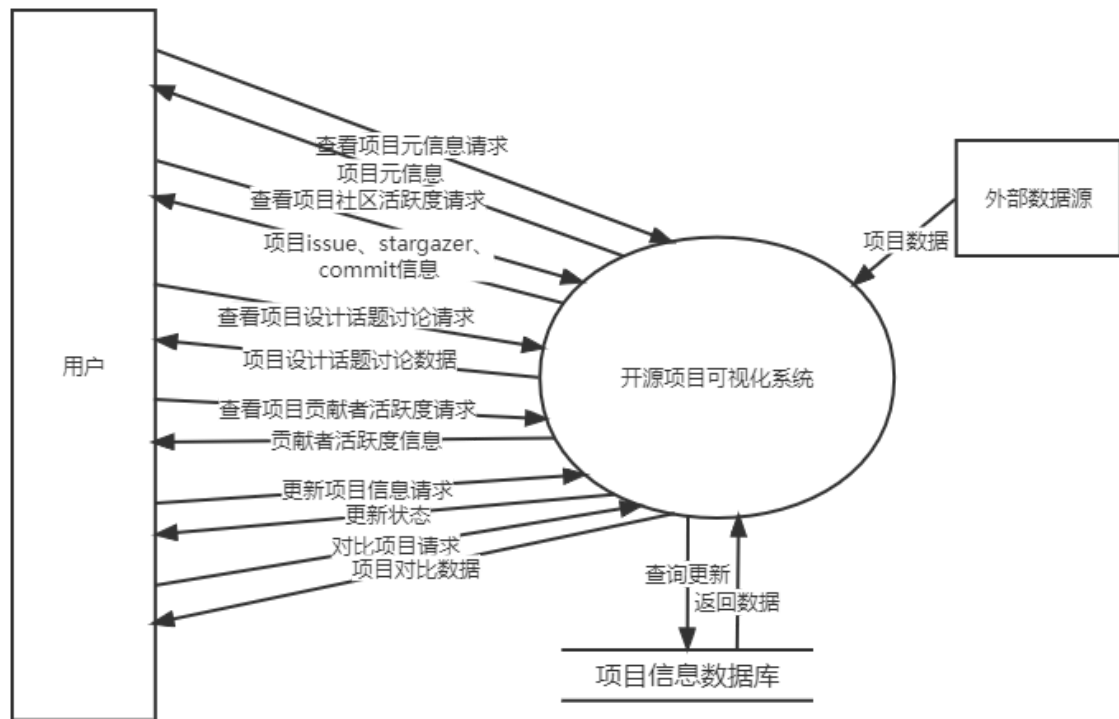 查看项目元信息请求
项目元信息
查看项目社区活跃度请求
项目issue、stargazer、
commit信息
查看项目设计话题讨论请求
项目设计话题讨论数据
用户
查看项目贡献者活跃度请求
贡献者活跃度信息
更新项目信息请求
更新状态
对比项目请求
项目对比数据
开源项目可视化系统
外部数据源
项目数据
查询更新
返回数据
项目信息数据库